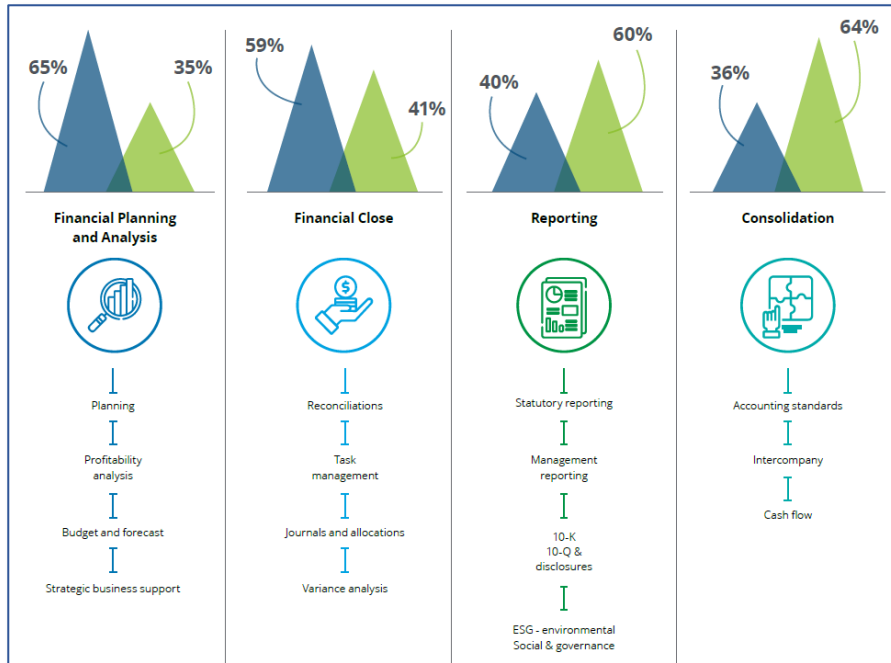 65%
35%
Financial Planning
and Analysis
Planning
Profitability
analysis
Budget and forecast
Strategic business support
59%
41%
Financial Close
$
Reconciliations
Task
management
Journals and allocations
Variance analysis
40%
60%
Reporting
Statutory reporting
Management
reporting
10-K
10-Q &
disclosures
ESG - environmental
Social & governance
36%
64%
Consolidation
Accounting standards
Intercompany
Cash flow